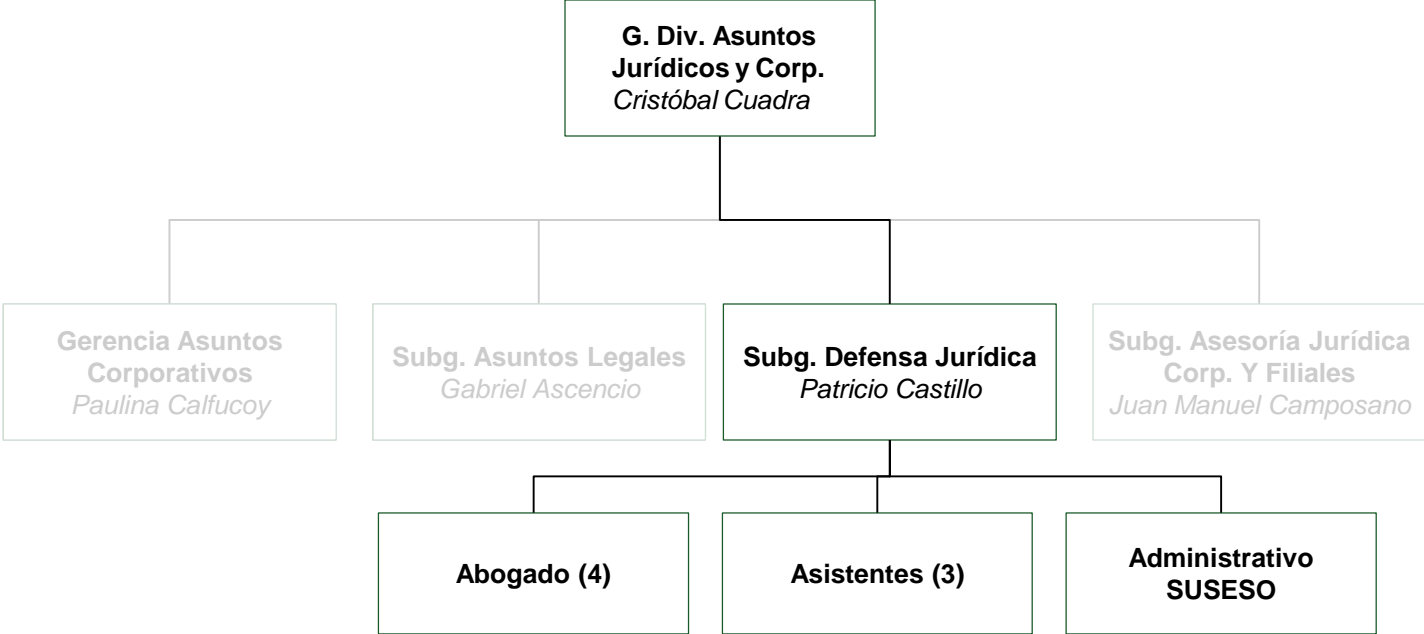 G. Div. Asuntos
Jurídicos y Corp.
Cristóbal Cuadra
Gerencia Asuntos
Corporativos
Paulina Calfucoy
Subg. Asuntos Legales
Gabriel Ascencio
Subg. Defensa Jurídica
Patricio Castillo
Subg. Asesoría Jurídica
Corp. Y Filiales
Juan Manuel Camposano
Abogado (4)
Asistentes (3)
Administrativo
SUSESO